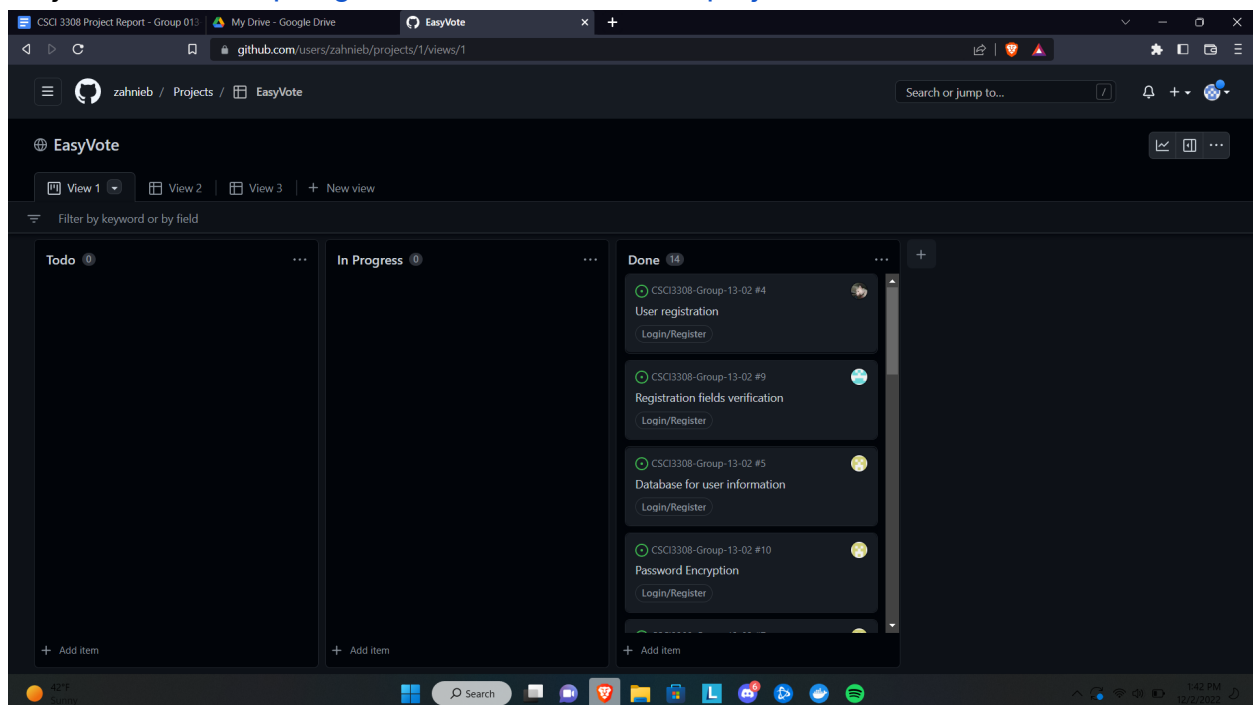 CSCI 3308 Project Report - Group 013
My Drive - Google Drive
EasyVote
github.com/users/zahnieb/projects/1/views/1
zahnieb / Projects / EasyVote
Search or jump to...
/
EasyVote
View 1
View 2
View 3
+ New view
Filter by keyword or by field
Todo 0
In Progress 0
Done 14
CSCI3308-Group-13-02 #4
User registration
Login/Register
CSCI3308-Group-13-02 #9
Registration fields verification
Login/Register
CSCI3308-Group-13-02 #5
Database for user information
Login/Register
CSCI3308-Group-13-02 #10
Password Encryption
Login/Register
+ Add item
+ Add item
+ Add item
42°F
Sunny
Search
L
6
1:42 PM
12/2/2022